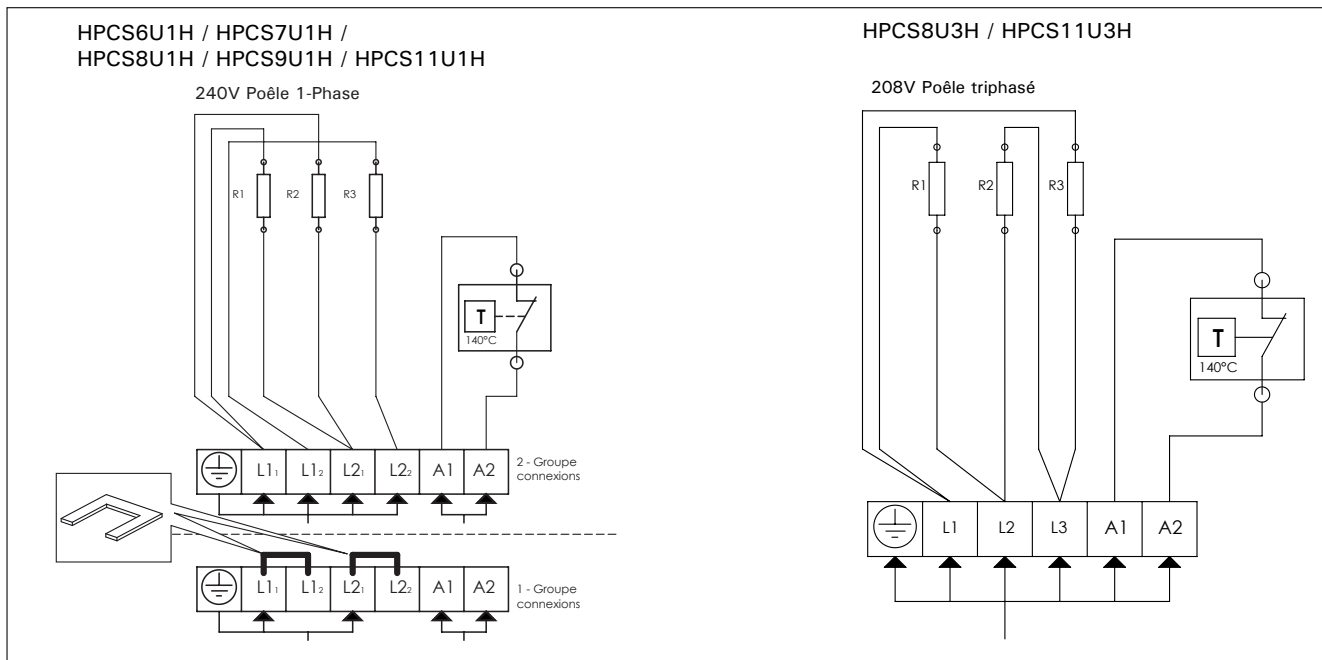 HPCS6U1H / HPCS7U1H /
HPCS8U1H / HPCS9U1H / HPCS11U1H
240V Poêle 1-Phase
R1 R2 R3
T
140°C
L1₁ L1₂ L2₁ L2₂ A1 A2
2 - Groupe
connexions
L1₁ L1₂ L2₁ L2₂ A1 A2
1 - Groupe
connexions
HPCS8U3H / HPCS11U3H
208V Poêle triphasé
R1 R2 R3
T
140°C
L1 L2 L3 A1 A2